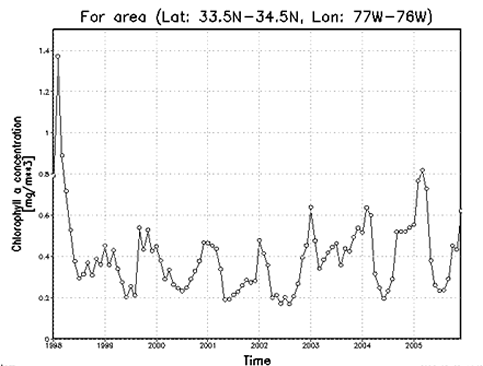 For area (Lat: 33.5N-34.5N, Lon: 77W-76W)
1.4
1.2
1
0.8
0.6
0.4
0.2
0
Chlorophyll a concentration
[mg/m**3]
1998 1999 2000 2001 2002 2003 2004 2005
Time